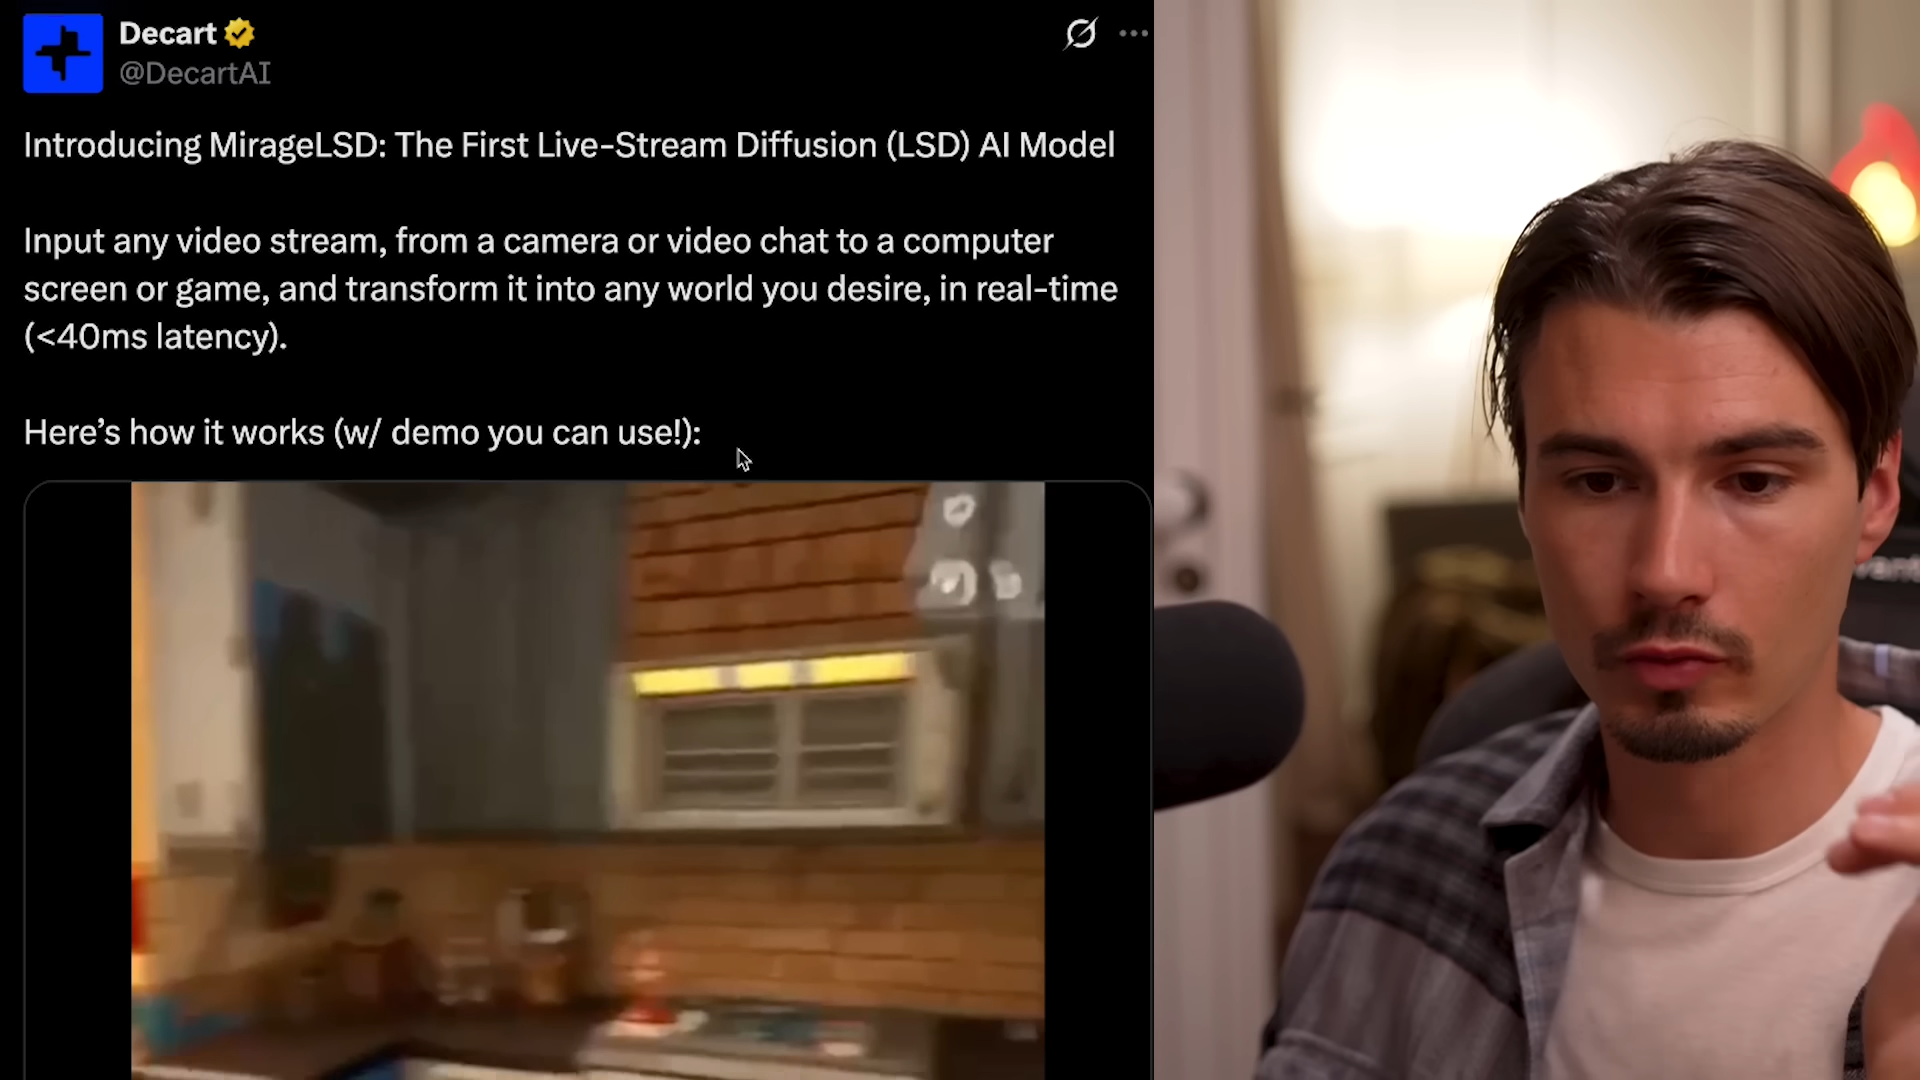 Decart
@DecartAI
Introducing MirageLSD: The First Live-Stream Diffusion (LSD) AI Model
Input any video stream, from a camera or video chat to a computer
screen or game, and transform it into any world you desire, in real-time
(<40ms latency).
Here’s how it works (w/ demo you can use!):